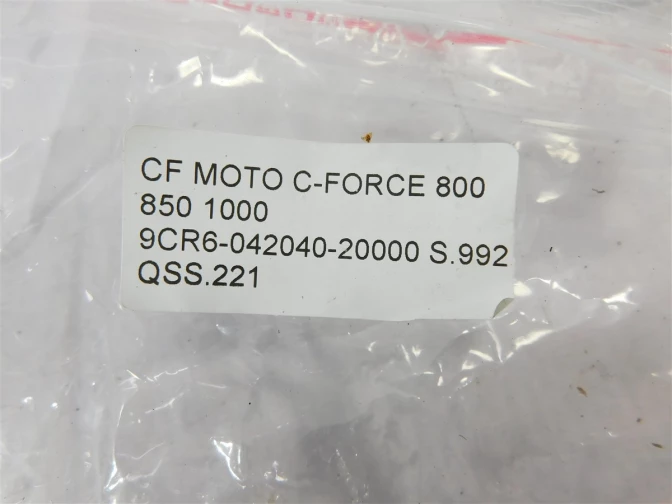 CF MOTO C-FORCE 800
850 1000
9CR6-042040-20000 S.992
QSS.221